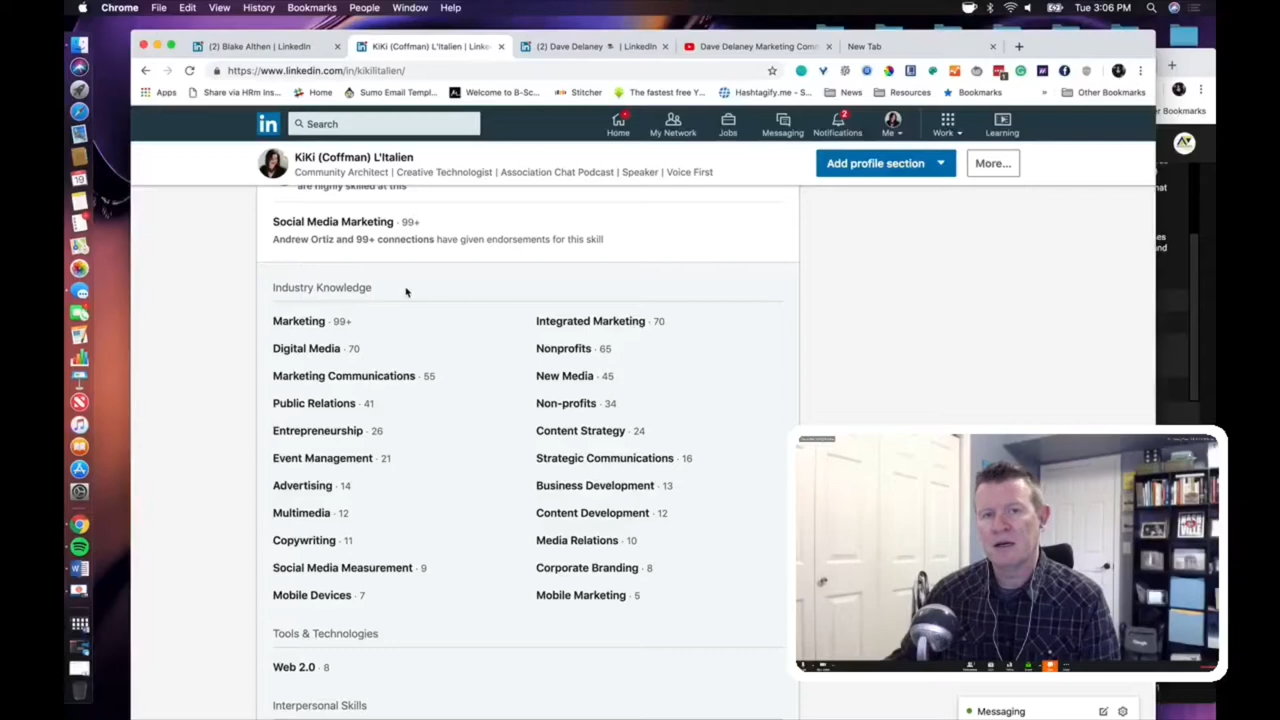 Chrome File Edit View History Bookmarks People Window Help Tue 3:06 PM
(2) Blake Althen | LinkedIn
KiKi (Coffman) L'Italien | Linke
(2) Dave Delaney | LinkedIn
Dave Delaney Marketing Com
New Tab
https://www.linkedin.com/in/kikilitalien/
Apps Share via HRm Ins... Home Sumo Email Templ... Welcome to B-Sc... Stitcher The fastest free Y... Hashtagify.me - S... News Resources Bookmarks » Other Bookmarks
er Bookmarks
in Search Home My Network Jobs Messaging Notifications 2 Me Work Learning
KiKi (Coffman) L'Italien
Community Architect | Creative Technologist | Association Chat Podcast | Speaker | Voice First
Add profile section More...
are highly skilled at this
Social Media Marketing · 99+
Andrew Ortiz and 99+ connections have given endorsements for this skill
Industry Knowledge
Marketing · 99+ Integrated Marketing · 70
Digital Media · 70 Nonprofits · 65
Marketing Communications · 55 New Media · 45
Public Relations · 41 Non-profits · 34
Entrepreneurship · 26 Content Strategy · 24
Event Management · 21 Strategic Communications · 16
Advertising · 14 Business Development · 13
Multimedia · 12 Content Development · 12
Copywriting · 11 Media Relations · 10
Social Media Measurement · 9 Corporate Branding · 8
Mobile Devices · 7 Mobile Marketing · 5
Tools & Technologies
Web 2.0 · 8
Interpersonal Skills
Messaging